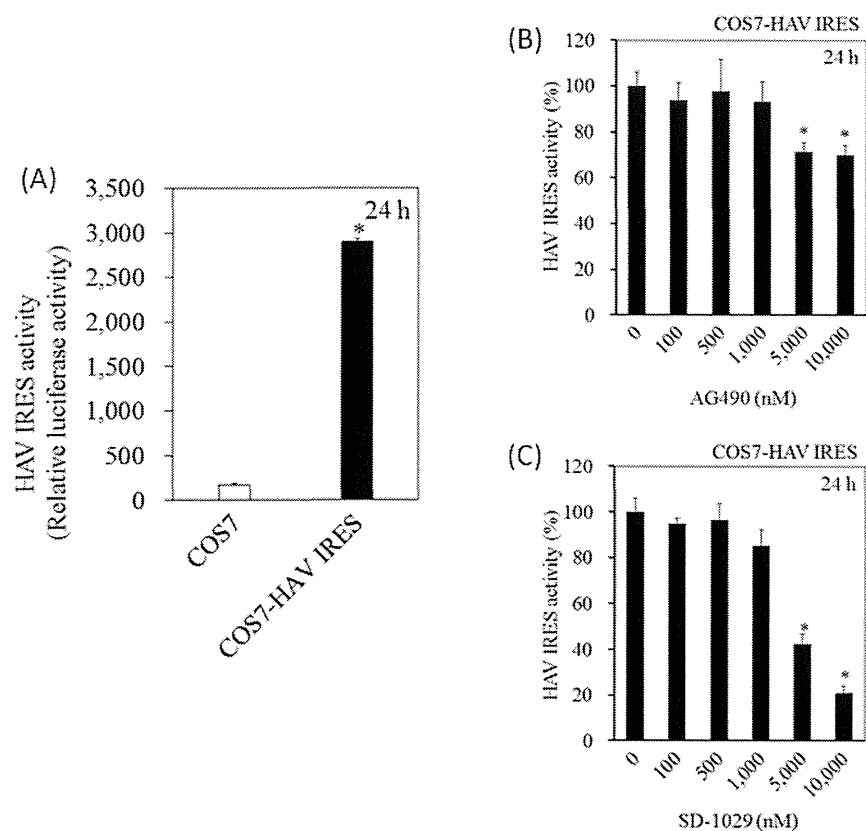 (A)
HAV IRES activity
(Relative luciferase activity)
3,500
3,000
2,500
2,000
1,500
1,000
500
0
24 h
*
COS7
COS7-HAV IRES
(B)
COS7-HAV IRES
24 h
HAV IRES activity (%)
120
100
80
60
40
20
0
* *
0 100 500 1,000 5,000 10,000
AG490 (nM)
(C)
COS7-HAV IRES
24 h
HAV IRES activity (%)
120
100
80
60
40
20
0
*
*
0 100 500 1,000 5,000 10,000
SD-1029 (nM)